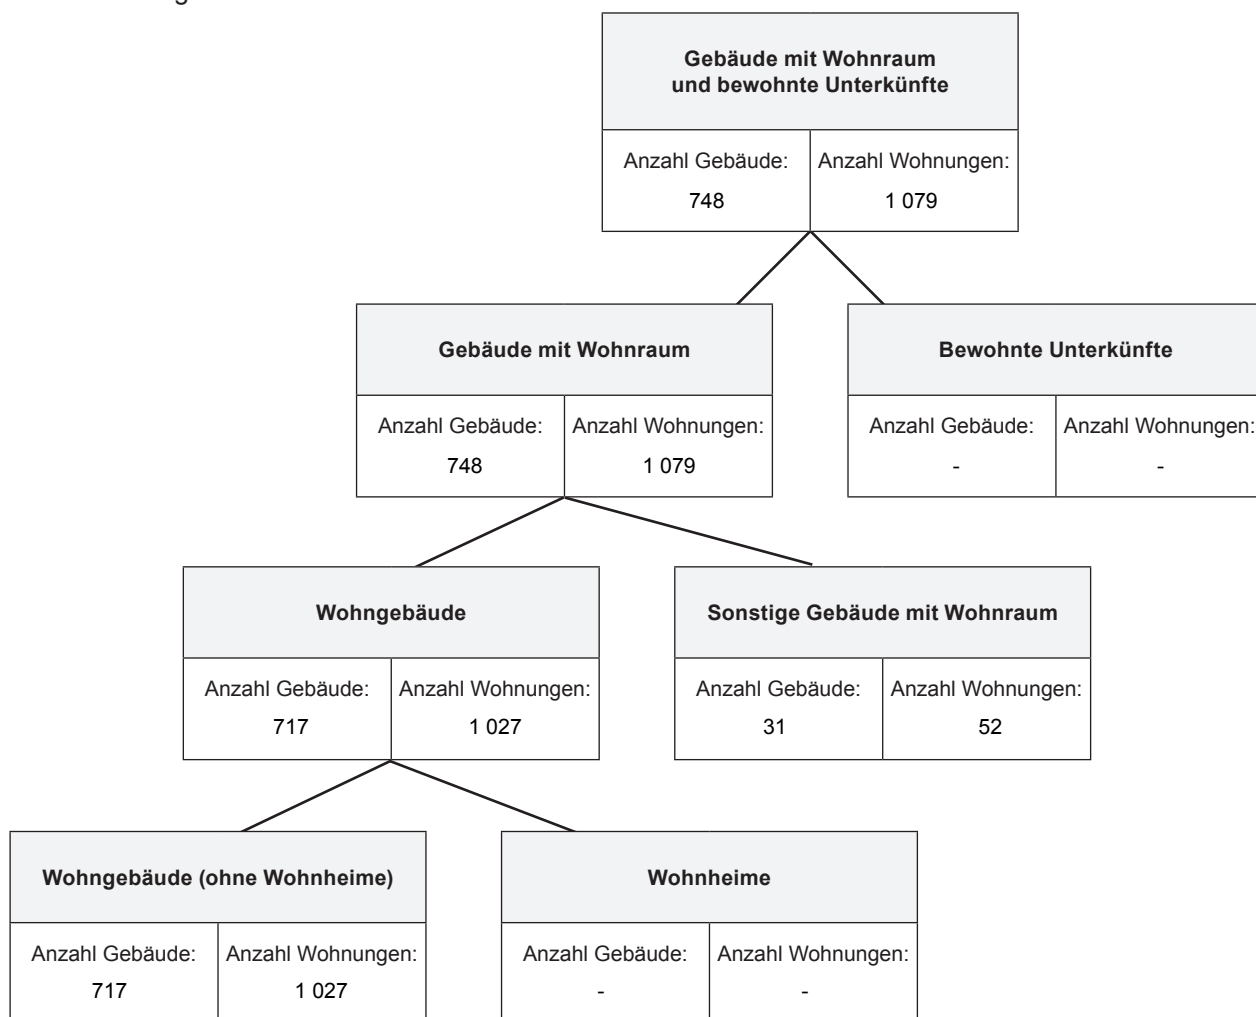 Gebäude mit Wohnraum
und bewohnte Unterkünfte
Anzahl Gebäude: Anzahl Wohnungen:
748 1 079
Gebäude mit Wohnraum
Anzahl Gebäude: Anzahl Wohnungen:
748 1 079
Bewohnte Unterkünfte
Anzahl Gebäude: Anzahl Wohnungen:
- -
Wohngebäude
Anzahl Gebäude: Anzahl Wohnungen:
717 1 027
Sonstige Gebäude mit Wohnraum
Anzahl Gebäude: Anzahl Wohnungen:
31 52
Wohngebäude (ohne Wohnheime)
Anzahl Gebäude: Anzahl Wohnungen:
717 1 027
Wohnheime
Anzahl Gebäude: Anzahl Wohnungen:
- -